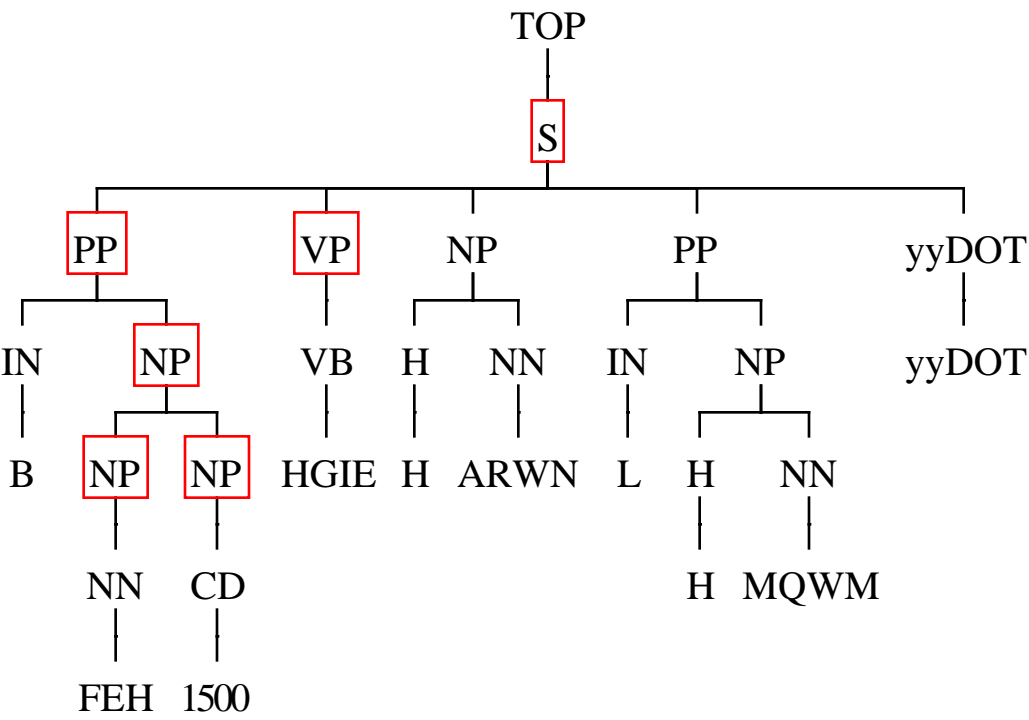 TOP
S
PP VP NP PP yyDOT
IN NP VB H NN IN NP yyDOT
B NP NP HGIE H ARWN L H NN
NN CD H MQWM
FEH 1500